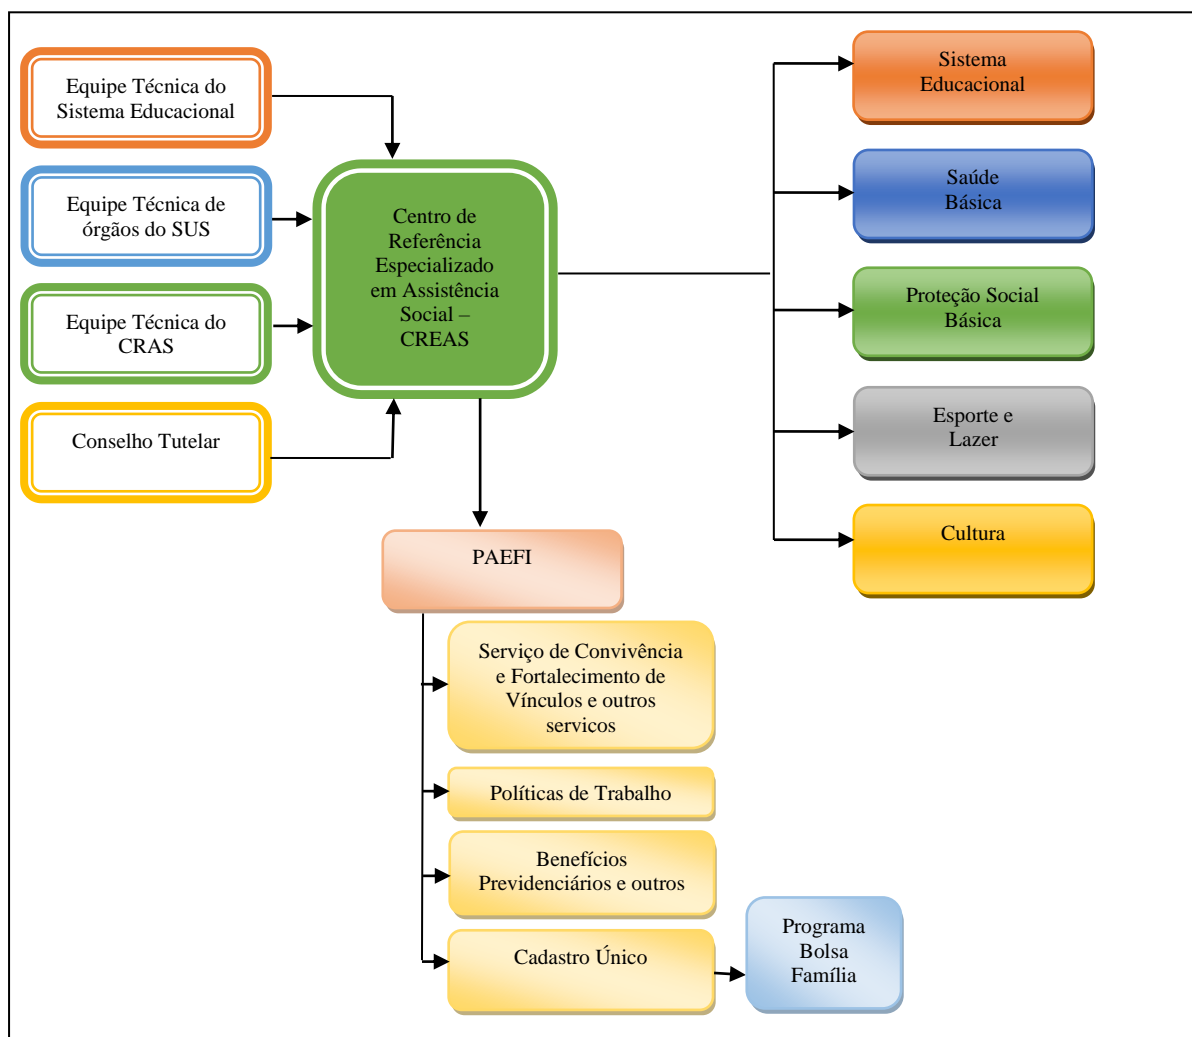 Equipe Técnica do
Sistema Educacional
Equipe Técnica de
órgãos do SUS
Equipe Técnica do
CRAS
Conselho Tutelar
Centro de
Referência
Especializado
em Assistência
Social –
CREAS
Sistema
Educacional
Saúde
Básica
Proteção Social
Básica
Esporte e
Lazer
Cultura
PAEFI
Serviço de Convivência
e Fortalecimento de
Vínculos e outros
servicos
Políticas de Trabalho
Benefícios
Previdenciários e outros
Cadastro Único
Programa
Bolsa
Família